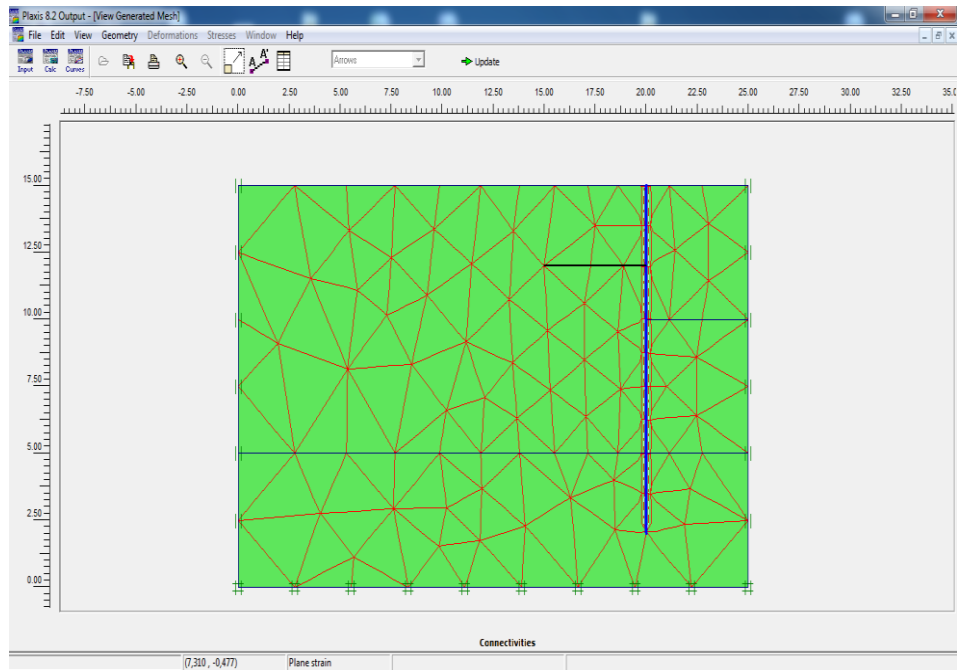 Plaxis 8.2 Output - [View Generated Mesh]
File Edit View Geometry Deformations Stresses Window Help
Input Calc Curves
Arrows
Update
-7.50 -5.00 -2.50 0.00 2.50 5.00 7.50 10.00 12.50 15.00 17.50 20.00 22.50 25.00 27.50 30.00 32.50 35.0
15.00
12.50
10.00
7.50
5.00
2.50
0.00
Connectivities
(7,310 , -0,477) Plane strain